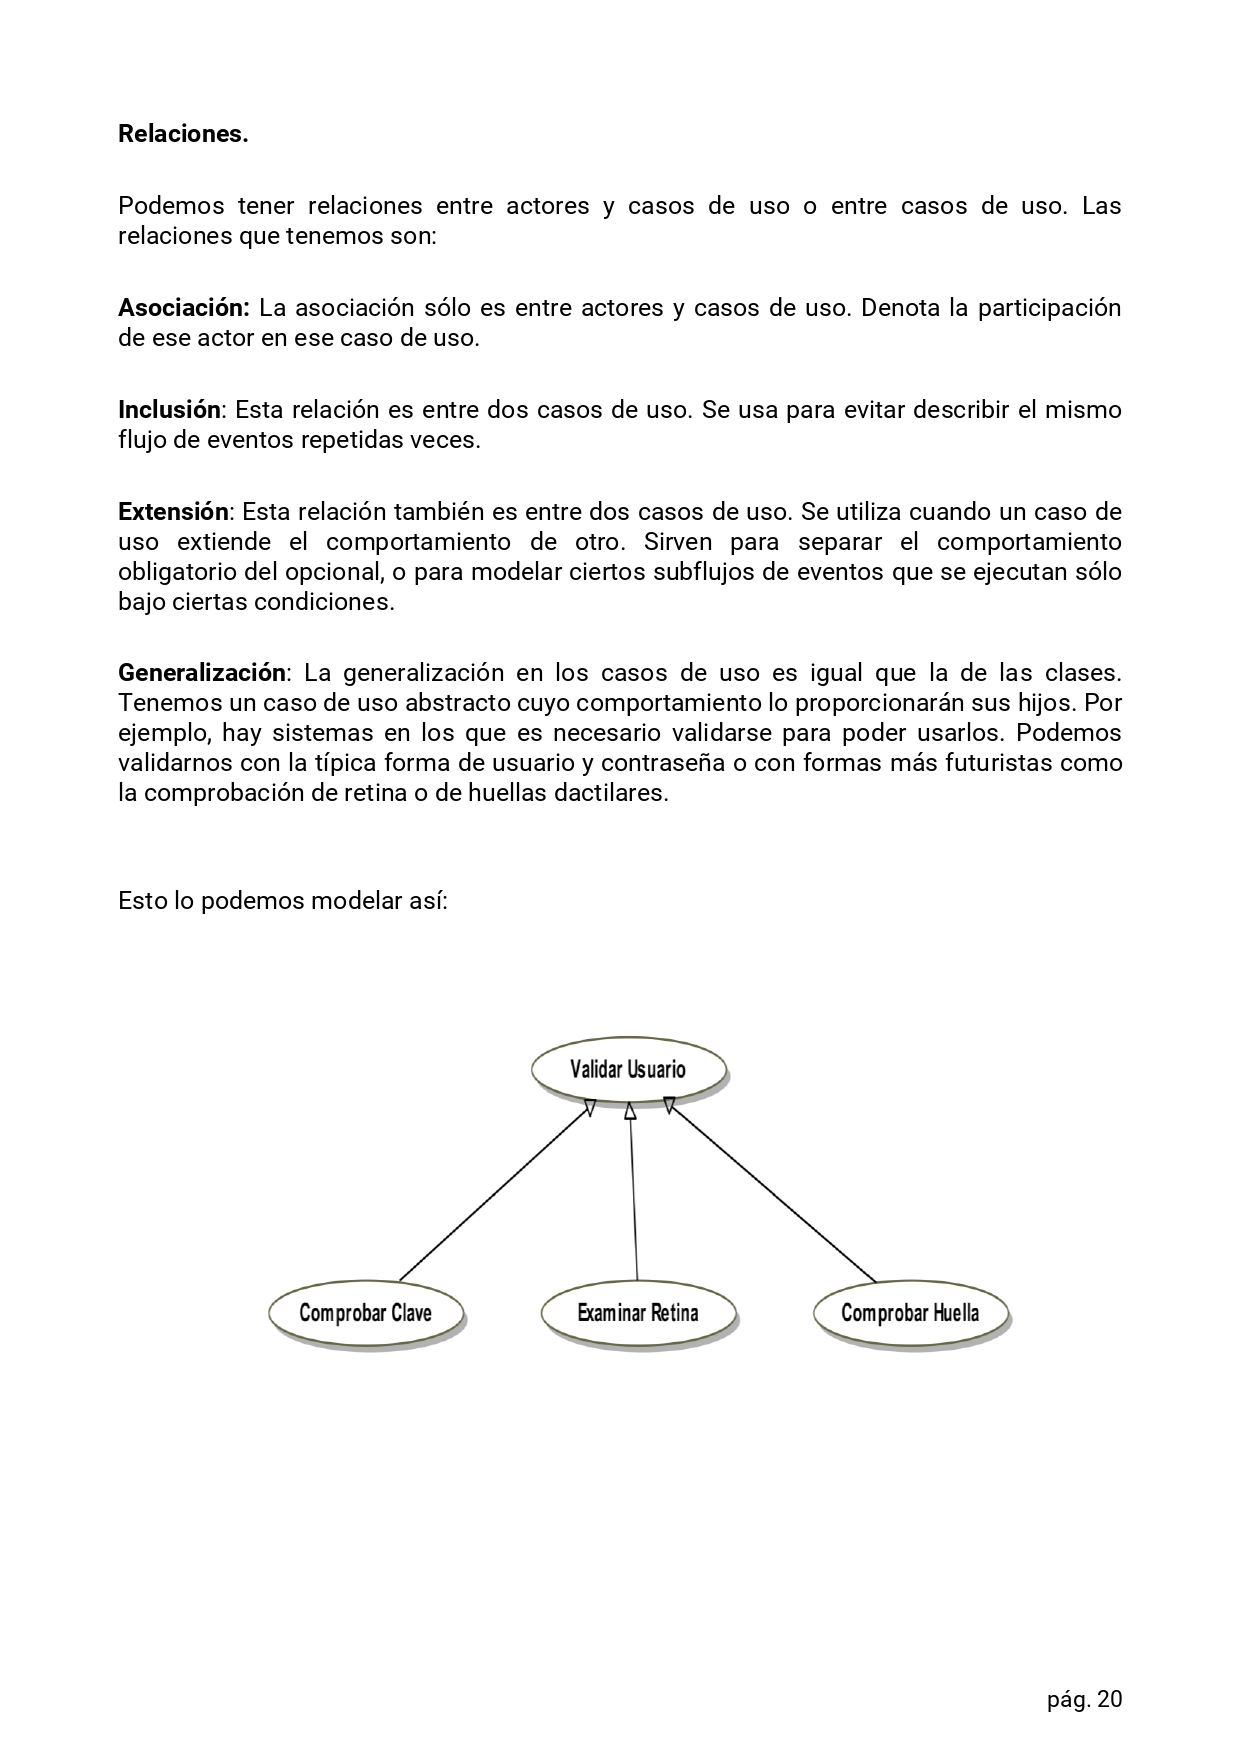 Relaciones.
Podemos tener relaciones entre actores y casos de uso o entre casos de uso. Las
relaciones que tenemos son:
Asociación: La asociación sólo es entre actores y casos de uso. Denota la participación
de ese actor en ese caso de uso.
Inclusión: Esta relación es entre dos casos de uso. Se usa para evitar describir el mismo
flujo de eventos repetidas veces.
Extensión: Esta relación también es entre dos casos de uso. Se utiliza cuando un caso de
uso extiende el comportamiento de otro. Sirven para separar el comportamiento
obligatorio del opcional, o para modelar ciertos subflujos de eventos que se ejecutan sólo
bajo ciertas condiciones.
Generalización: La generalización en los casos de uso es igual que la de las clases.
Tenemos un caso de uso abstracto cuyo comportamiento lo proporcionarán sus hijos. Por
ejemplo, hay sistemas en los que es necesario validarse para poder usarlos. Podemos
validarnos con la típica forma de usuario y contraseña o con formas más futuristas como
la comprobación de retina o de huellas dactilares.
Esto lo podemos modelar así:
Validar Usuario
Comprobar Clave
Examinar Retina
Comprobar Huella
pág. 20